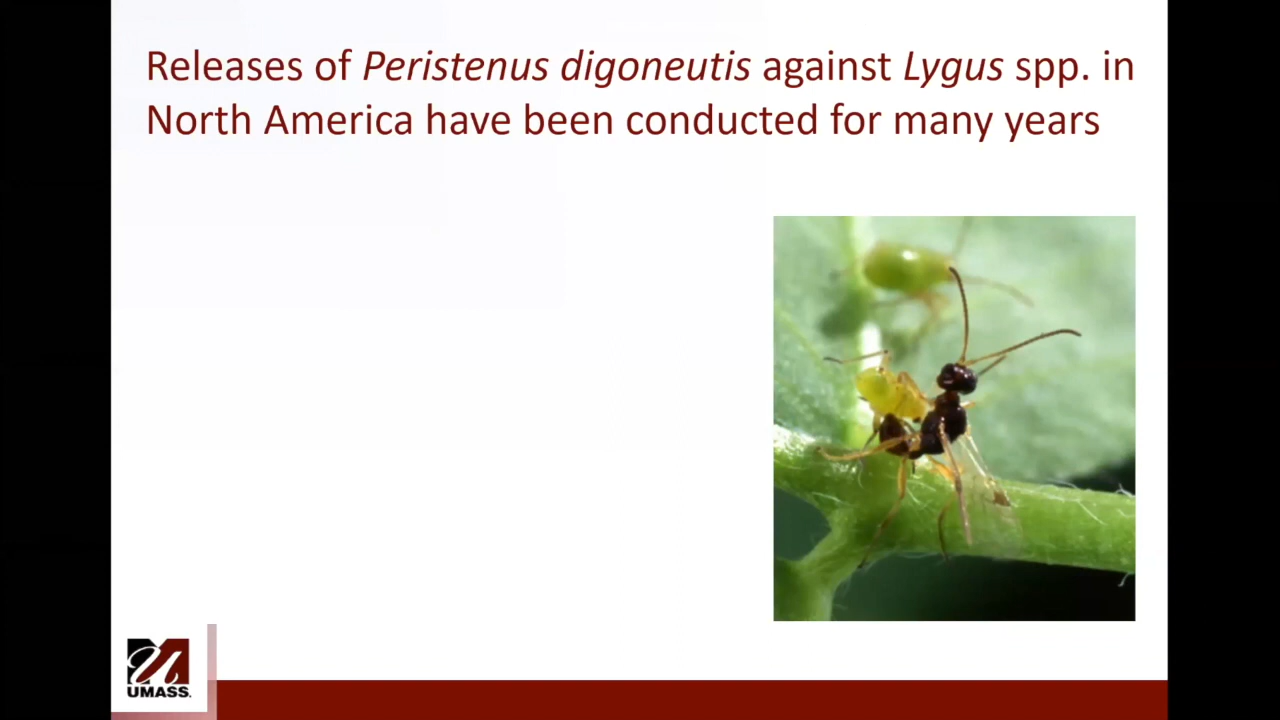 Releases of Peristenus digoneutis against Lygus spp. in
North America have been conducted for many years
UMASS.